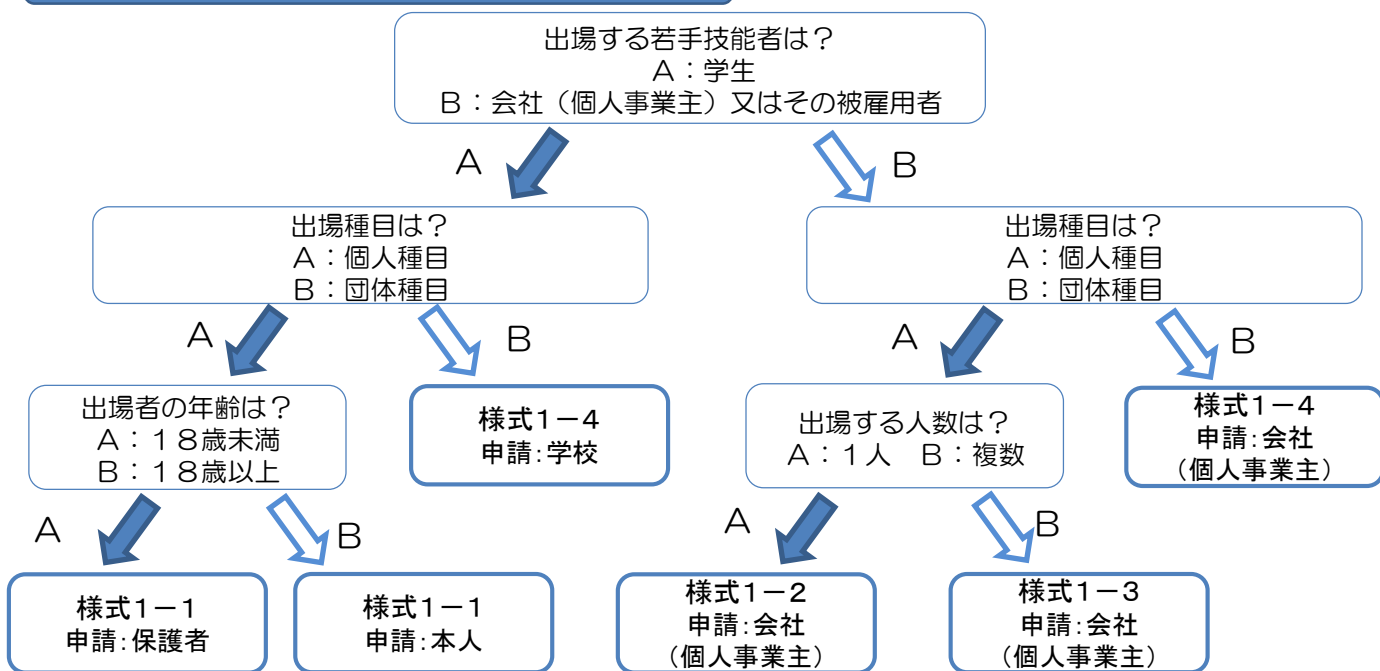 出場する若手技能者は？
Ａ：学生
Ｂ：会社（個人事業主）又はその被雇用者
Ａ
Ｂ
出場種目は？
Ａ：個人種目
Ｂ：団体種目
出場種目は？
Ａ：個人種目
Ｂ：団体種目
Ａ
Ｂ
Ａ
Ｂ
出場者の年齢は？
Ａ：１８歳未満
Ｂ：１８歳以上
様式１－４
申請：学校
出場する人数は？
Ａ：１人　Ｂ：複数
様式１－４
申請：会社
（個人事業主）
Ａ
Ｂ
Ａ
Ｂ
様式１－１
申請：保護者
様式１－１
申請：本人
様式１－２
申請：会社
（個人事業主）
様式１－３
申請：会社
（個人事業主）